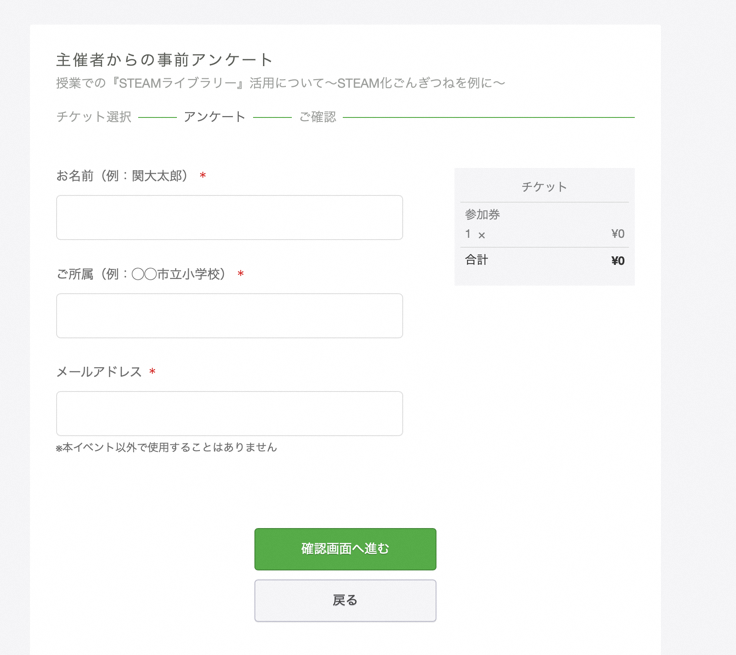 主催者からの事前アンケート
授業での『STEAMライブラリー』活用について〜STEAM化ごんぎつねを例に〜
チケット選択 アンケート ご確認
お名前（例：関大太郎） *
チケット
参加券
1 × ¥0
合計 ¥0
ご所属（例：◯◯市立小学校） *
メールアドレス *
※本イベント以外で使用することはありません
確認画面へ進む
戻る